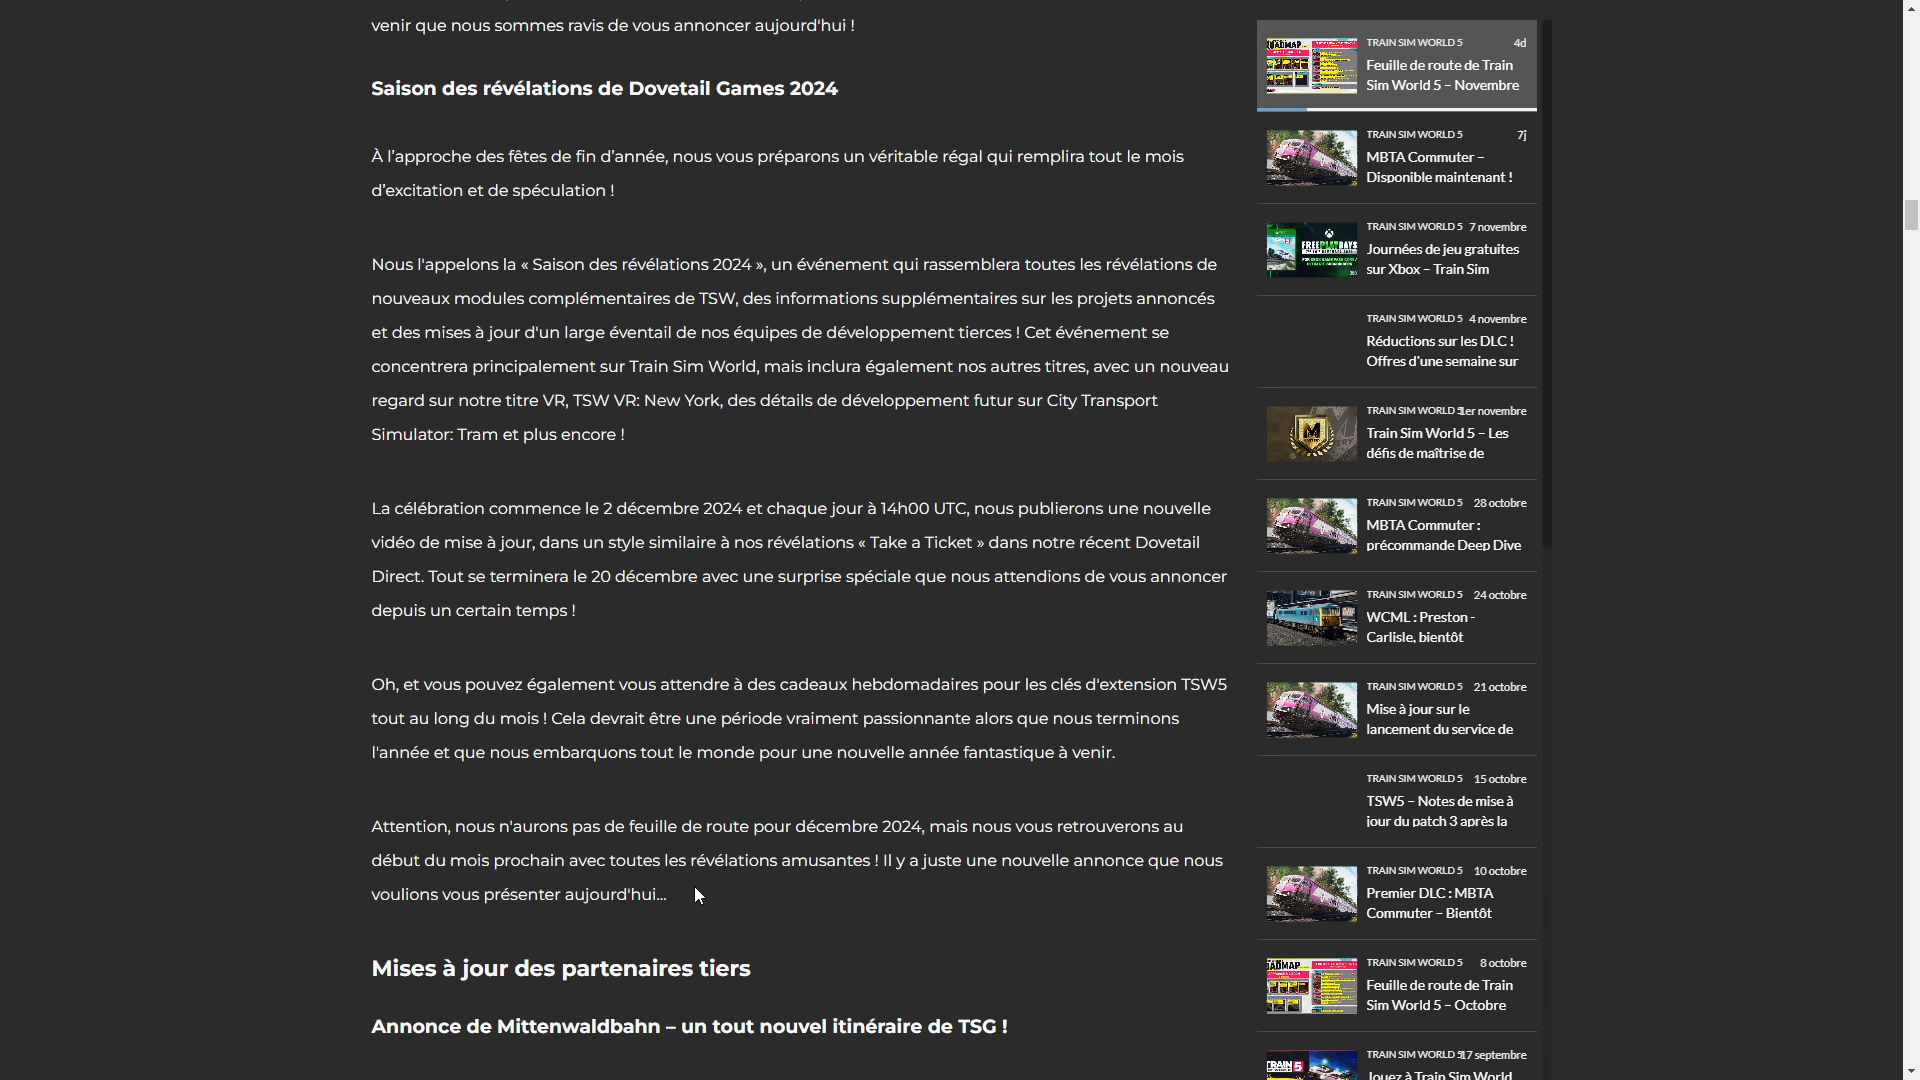 venir que nous sommes ravis de vous annoncer aujourd'hui !
Saison des révélations de Dovetail Games 2024
À l’approche des fêtes de fin d’année, nous vous préparons un véritable régal qui remplira tout le mois
d’excitation et de spéculation !
Nous l'appelons la « Saison des révélations 2024 », un événement qui rassemblera toutes les révélations de
nouveaux modules complémentaires de TSW, des informations supplémentaires sur les projets annoncés
et des mises à jour d'un large éventail de nos équipes de développement tierces ! Cet événement se
concentrera principalement sur Train Sim World, mais inclura également nos autres titres, avec un nouveau
regard sur notre titre VR, TSW VR: New York, des détails de développement futur sur City Transport
Simulator: Tram et plus encore !
La célébration commence le 2 décembre 2024 et chaque jour à 14h00 UTC, nous publierons une nouvelle
vidéo de mise à jour, dans un style similaire à nos révélations « Take a Ticket » dans notre récent Dovetail
Direct. Tout se terminera le 20 décembre avec une surprise spéciale que nous attendions de vous annoncer
depuis un certain temps !
Oh, et vous pouvez également vous attendre à des cadeaux hebdomadaires pour les clés d'extension TSW5
tout au long du mois ! Cela devrait être une période vraiment passionnante alors que nous terminons
l'année et que nous embarquons tout le monde pour une nouvelle année fantastique à venir.
Attention, nous n'aurons pas de feuille de route pour décembre 2024, mais nous vous retrouverons au
début du mois prochain avec toutes les révélations amusantes ! Il y a juste une nouvelle annonce que nous
voulions vous présenter aujourd'hui...
Mises à jour des partenaires tiers
Annonce de Mittenwaldbahn – un tout nouvel itinéraire de TSG !
ROADMAP
TRAIN SIM WORLD 5 4d
Feuille de route de Train
Sim World 5 – Novembre
TRAIN SIM WORLD 5 7j
MBTA Commuter –
Disponible maintenant !
FREE PLAY DAYS
TRAIN SIM WORLD 5 7 novembre
Journées de jeu gratuites
sur Xbox – Train Sim
TRAIN SIM WORLD 5 4 novembre
Réductions sur les DLC !
Offres d'une semaine sur
TRAIN SIM WORLD 5 1er novembre
Train Sim World 5 – Les
défis de maîtrise de
TRAIN SIM WORLD 5 28 octobre
MBTA Commuter :
précommande Deep Dive
TRAIN SIM WORLD 5 24 octobre
WCML : Preston -
Carlisle, bientôt
TRAIN SIM WORLD 5 21 octobre
Mise à jour sur le
lancement du service de
TRAIN SIM WORLD 5 15 octobre
TSW5 – Notes de mise à
jour du patch 3 après la
TRAIN SIM WORLD 5 10 octobre
Premier DLC : MBTA
Commuter – Bientôt
ROADMAP
TRAIN SIM WORLD 5 8 octobre
Feuille de route de Train
Sim World 5 – Octobre
TRAIN 5
TRAIN SIM WORLD 5 17 septembre
Jouez à Train Sim World